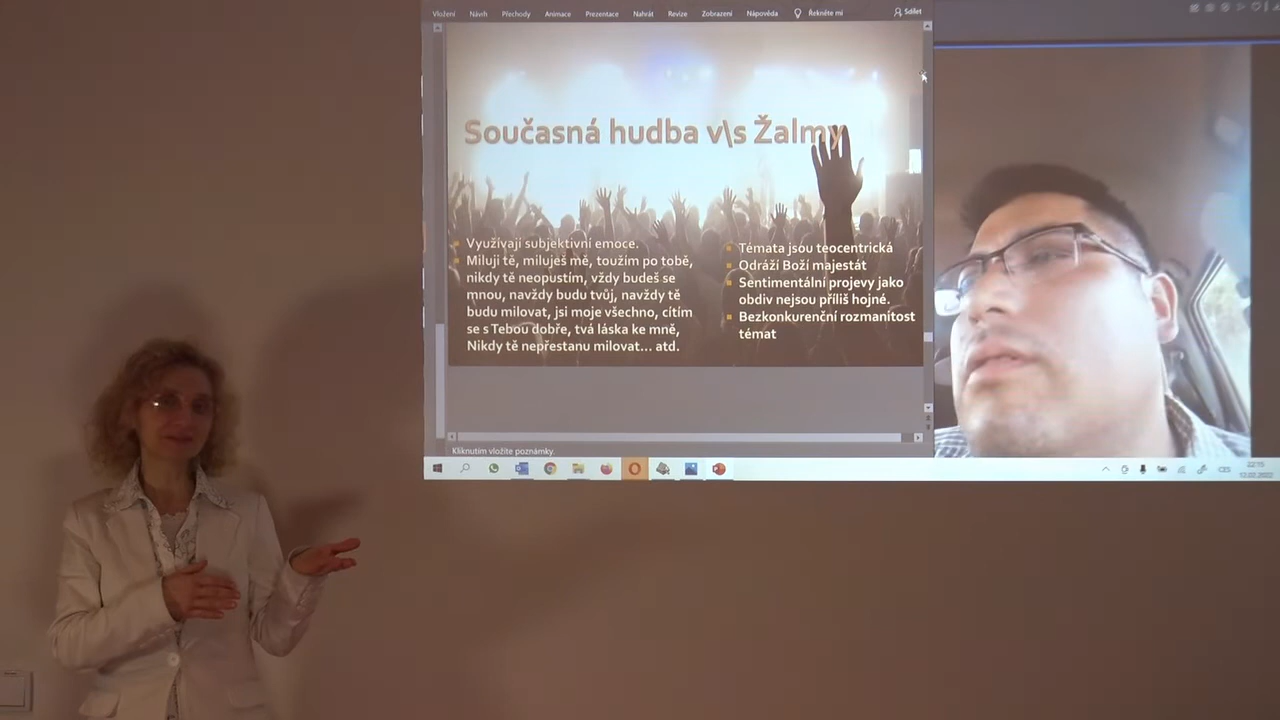 Vložení Návrh Přechody Animace Prezentace Nahrát Revize Zobrazení Nápověda Řekněte mi Sdílet
Současná hudba v\s Žalmy
Využívají subjektivní emoce.
Miluji tě, miluješ mě, toužím po tobě,
nikdy tě neopustím, vždy budeš se
mnou, navždy budu tvůj, navždy tě
budu milovat, jsi moje všechno, cítím
se s Tebou dobře, tvá láska ke mně,
Nikdy tě nepřestanu milovat... atd.
Témata jsou teocentrická
Odráží Boží majestát
Sentimentální projevy jako
obdiv nejsou příliš hojné.
Bezkonkurenční rozmanitost
témat
Kliknutím vložíte poznámky.
CES
22:15